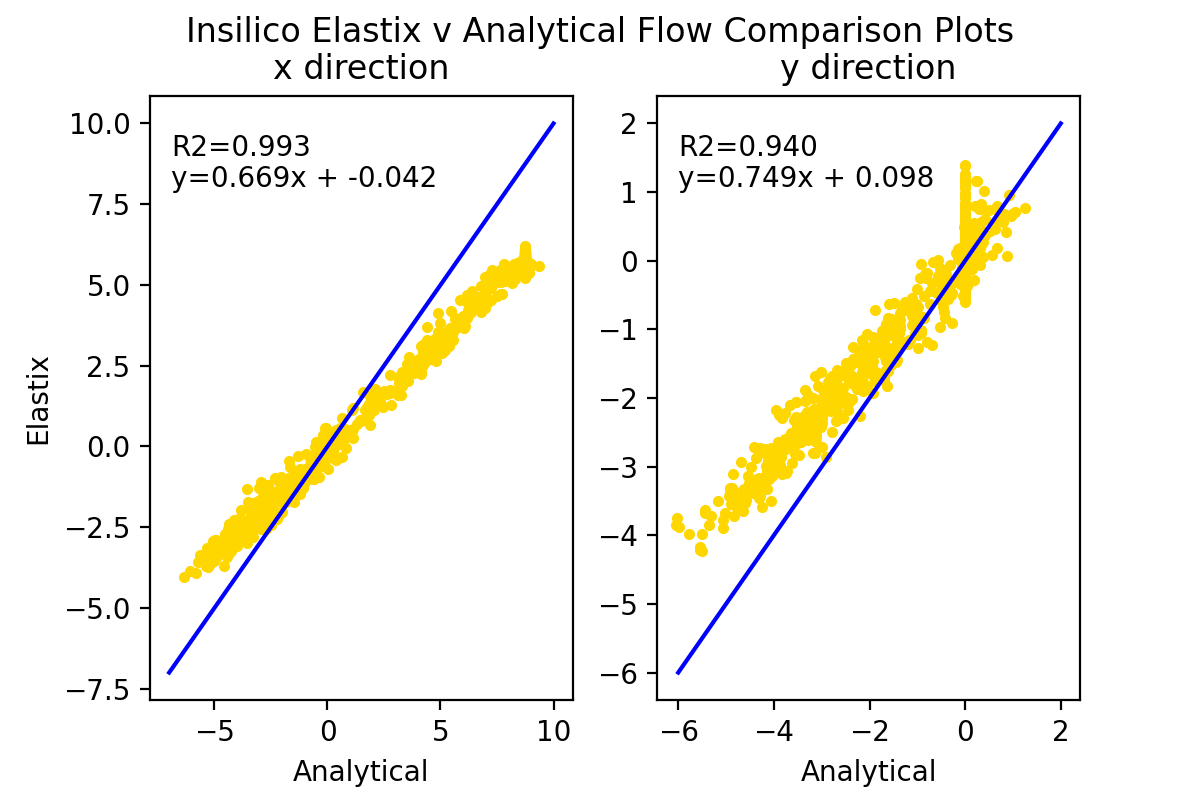 Insilico Elastix v Analytical Flow Comparison Plots
x direction
y direction
10.0
7.5
5.0
2.5
0.0
−2.5
−5.0
−7.5
R2=0.993
y=0.669x + -0.042
Elastix
−5
0
5
10
Analytical
2
1
0
−1
−2
−3
−4
−5
−6
R2=0.940
y=0.749x + 0.098
−6
−4
−2
0
2
Analytical